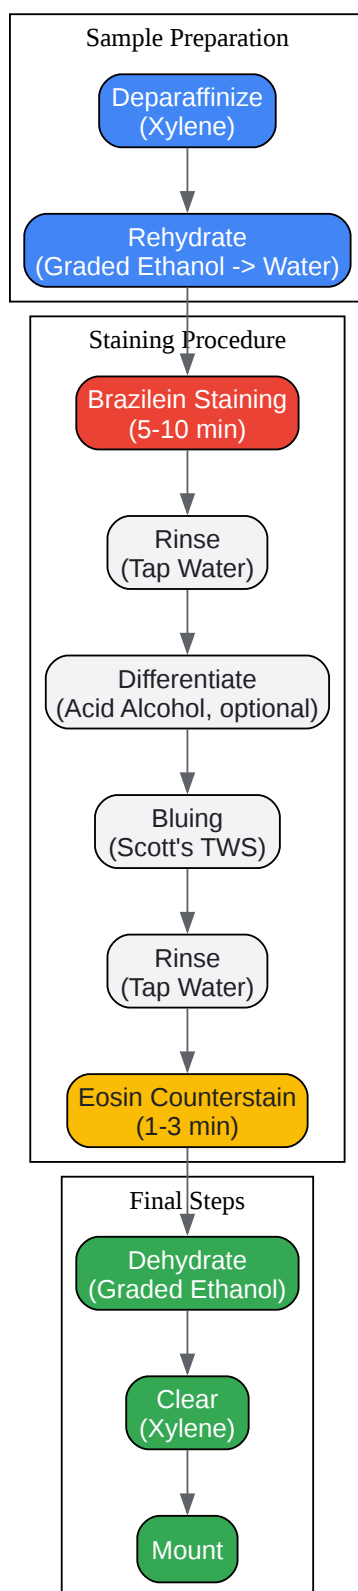 Sample Preparation
Deparaffinize
(Xylene)
Rehydrate
(Graded Ethanol -> Water)
Staining Procedure
Brazilein Staining
(5-10 min)
Rinse
(Tap Water)
Differentiate
(Acid Alcohol, optional)
Bluing
(Scott's TWS)
Rinse
(Tap Water)
Eosin Counterstain
(1-3 min)
Final Steps
Dehydrate
(Graded Ethanol)
Clear
(Xylene)
Mount